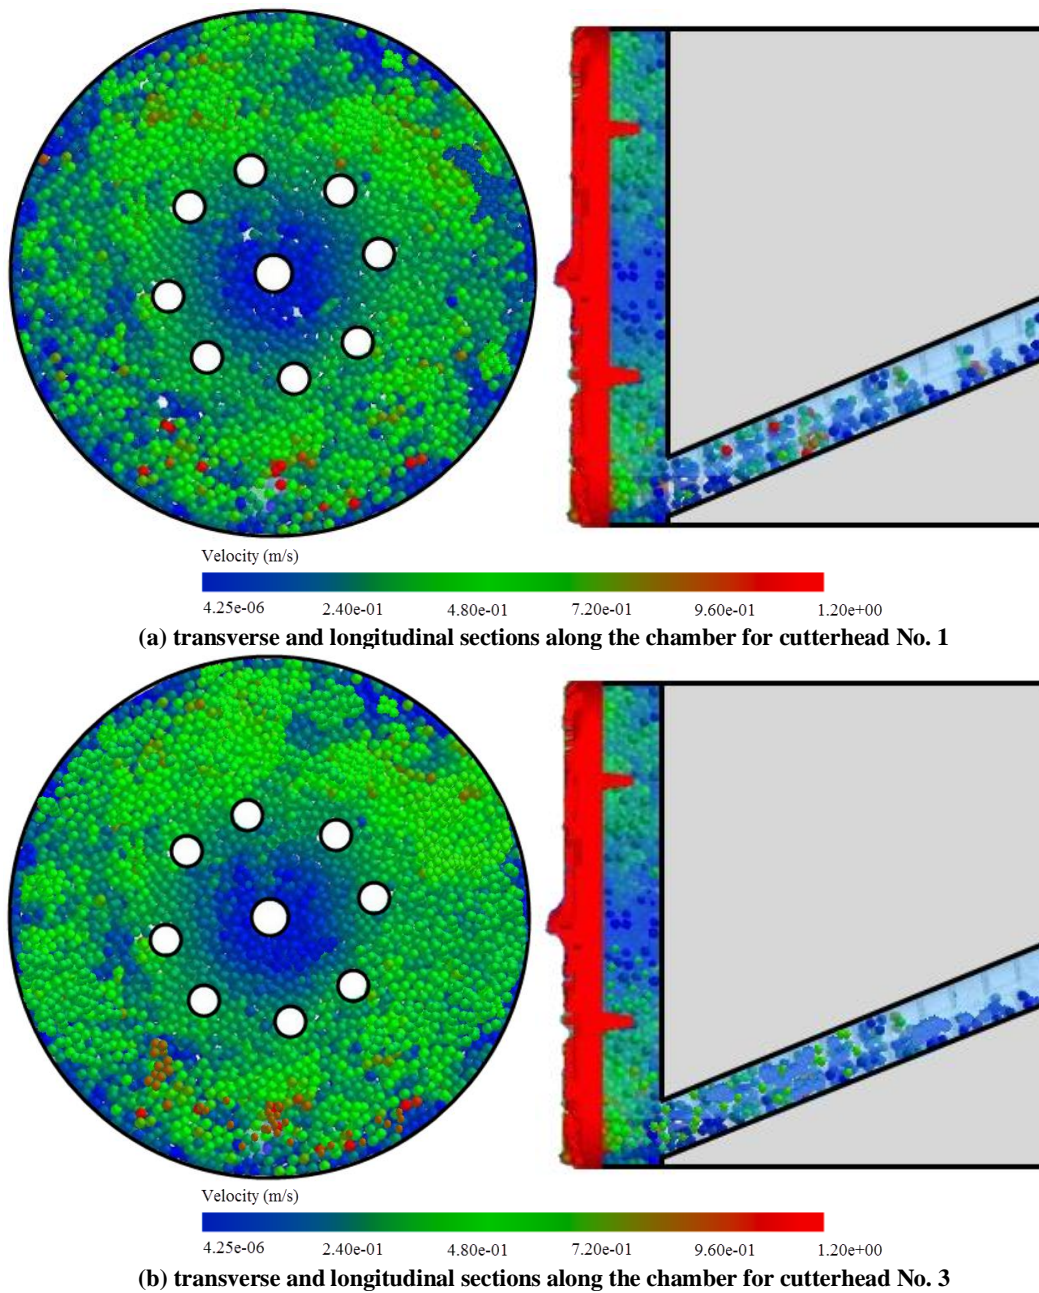 Velocity (m/s)
4.25e-06 2.40e-01 4.80e-01 7.20e-01 9.60e-01 1.20e+00
(a) transverse and longitudinal sections along the chamber for cutterhead No. 1
Velocity (m/s)
4.25e-06 2.40e-01 4.80e-01 7.20e-01 9.60e-01 1.20e+00
(b) transverse and longitudinal sections along the chamber for cutterhead No. 3